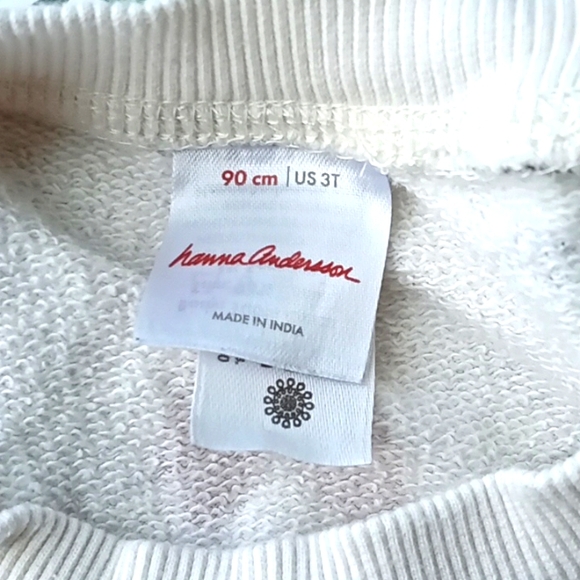 90 cm | US 3T
hanna Andersson
MADE IN INDIA